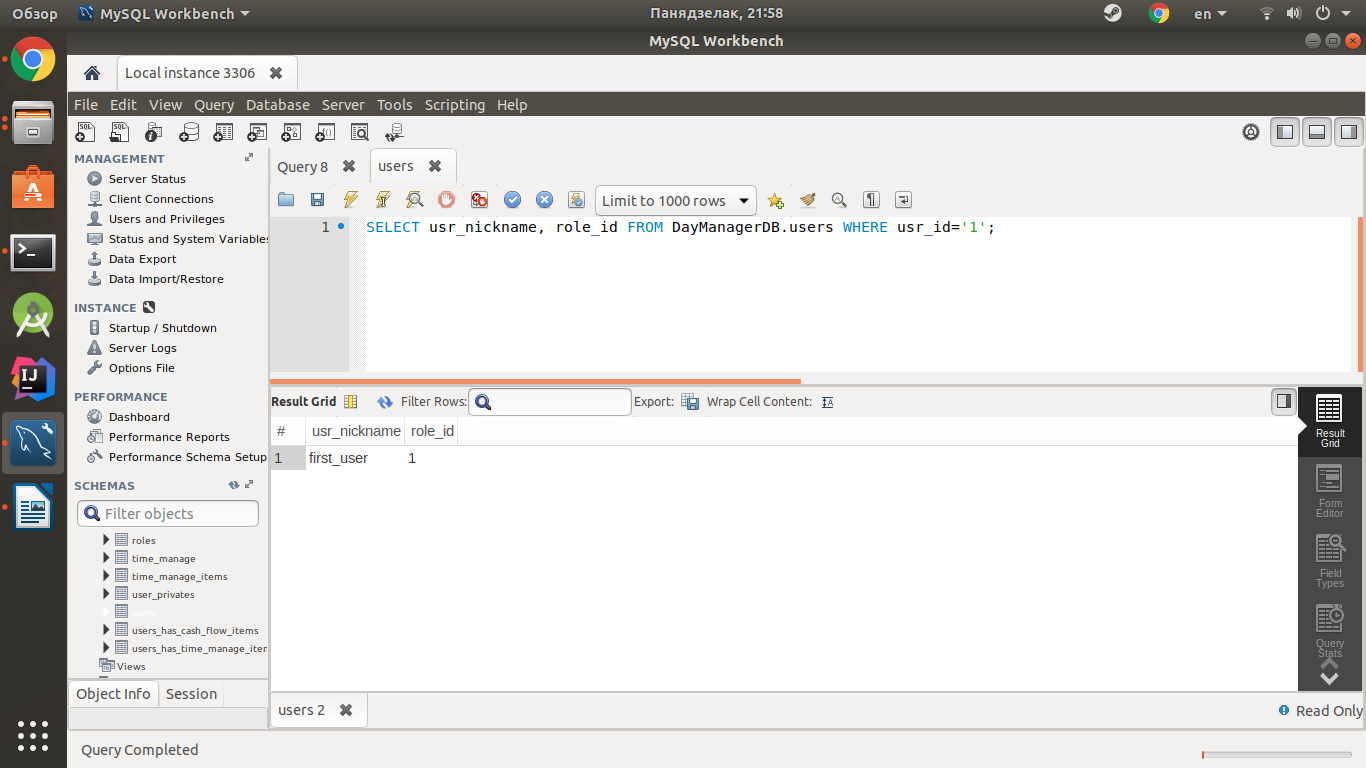 Обзор MySQL Workbench Панядзелак, 21:58 en
MySQL Workbench
Local instance 3306
File Edit View Query Database Server Tools Scripting Help
MANAGEMENT
Server Status
Client Connections
Users and Privileges
Status and System Variables
Data Export
Data Import/Restore
INSTANCE
Startup / Shutdown
Server Logs
Options File
PERFORMANCE
Dashboard
Performance Reports
Performance Schema Setup
SCHEMAS
Filter objects
roles
time_manage
time_manage_items
user_privates
users
users_has_cash_flow_items
users_has_time_manage_iten
Views
Object Info Session
Query 8 users
Limit to 1000 rows
1 SELECT usr_nickname, role_id FROM DayManagerDB.users WHERE usr_id='1';
Result Grid Filter Rows: Export: Wrap Cell Content:
# usr_nickname role_id
1 first_user 1
Result
Grid
Form
Editor
Field
Types
Query
Stats
users 2 Read Only
Query Completed